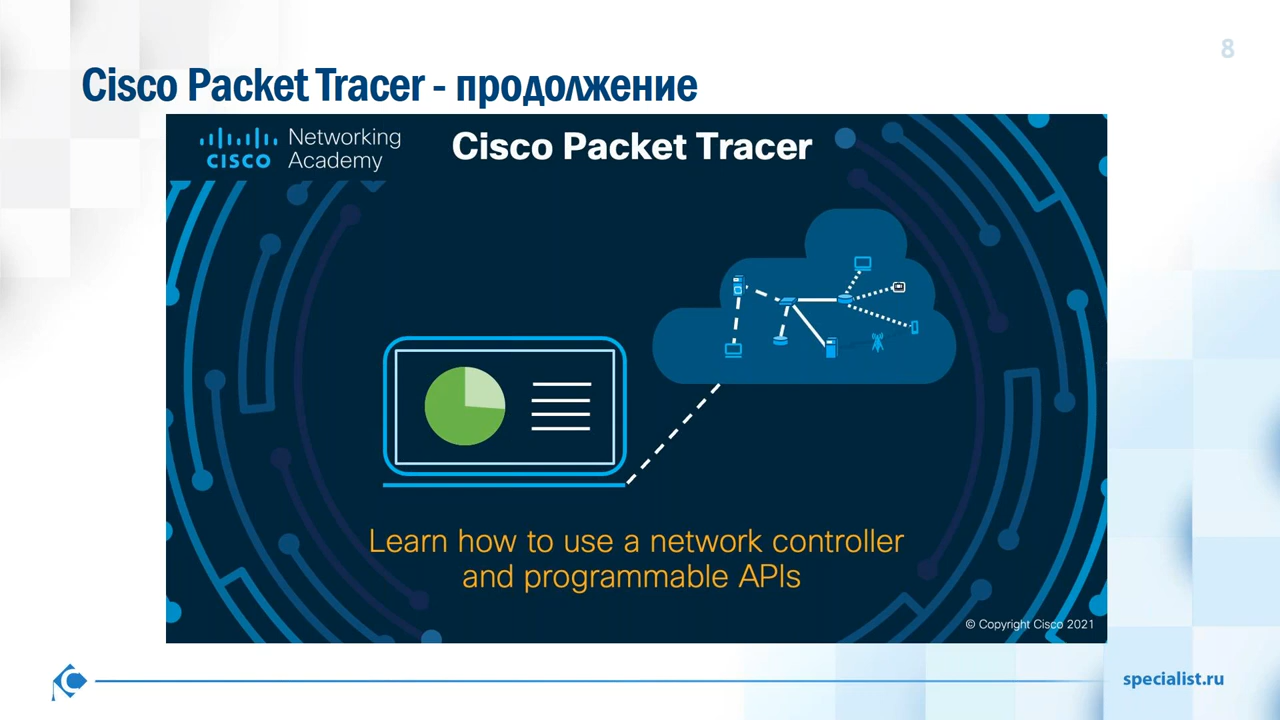 8
Cisco Packet Tracer - продолжение
Networking
Academy
CISCO
Cisco Packet Tracer
Learn how to use a network controller
and programmable APIs
© Copyright Cisco 2021
specialist.ru